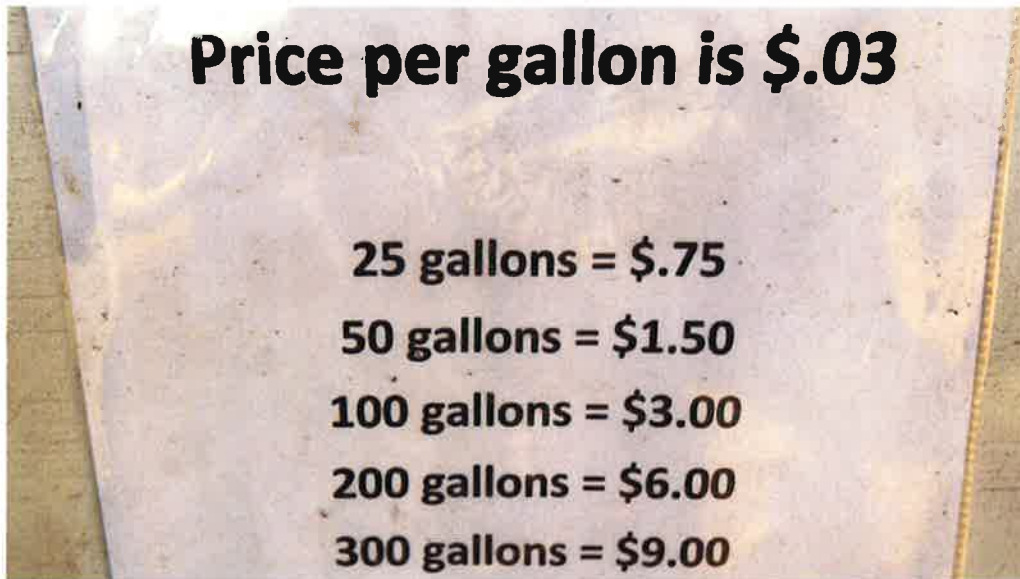 Price per gallon is $.03
25 gallons = $.75
50 gallons = $1.50
100 gallons = $3.00
200 gallons = $6.00
300 gallons = $9.00